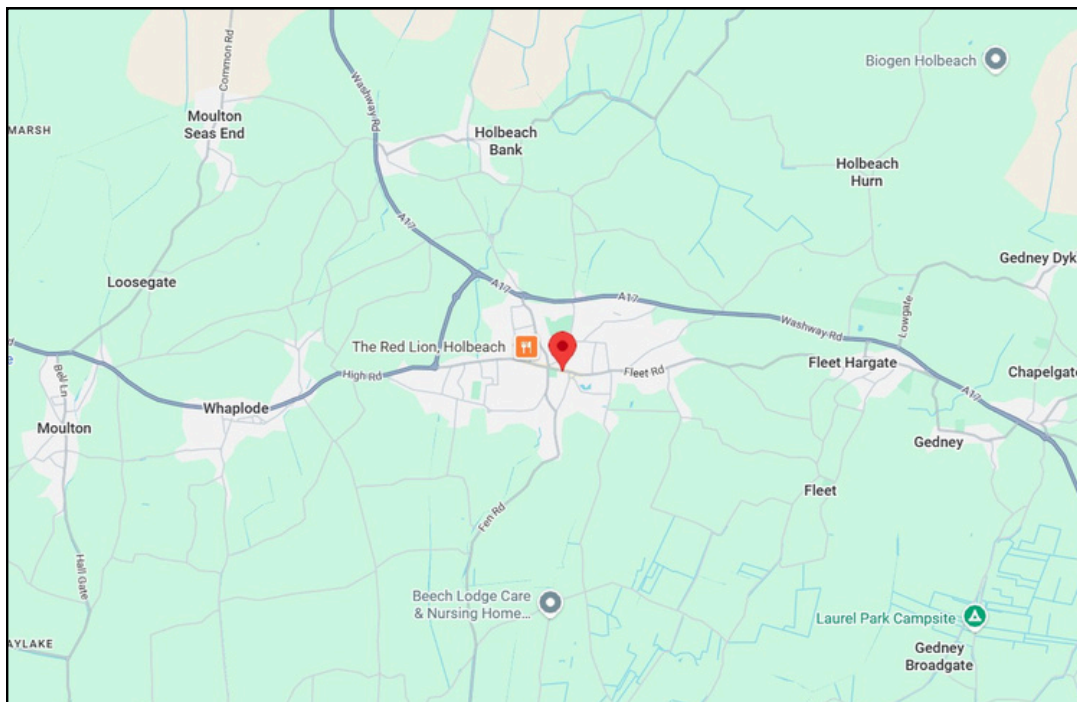 Common Rd
Washway Rd
Biogen Holbeach
MARSH
Moulton
Seas End
Holbeach
Bank
Holbeach
Hurn
A17
Gedney Dyk
Loosegate
A17
A17
Lowgate
Washway Rd
The Red Lion, Holbeach
Bell Ln
High Rd
Fleet Rd
Fleet Hargate
Chapelgate
A17
Whaplode
Moulton
Gedney
Fleet
Fen Rd
Hall Gate
Beech Lodge Care
& Nursing Home...
Laurel Park Campsite
AYLAKE
Gedney
Broadgate